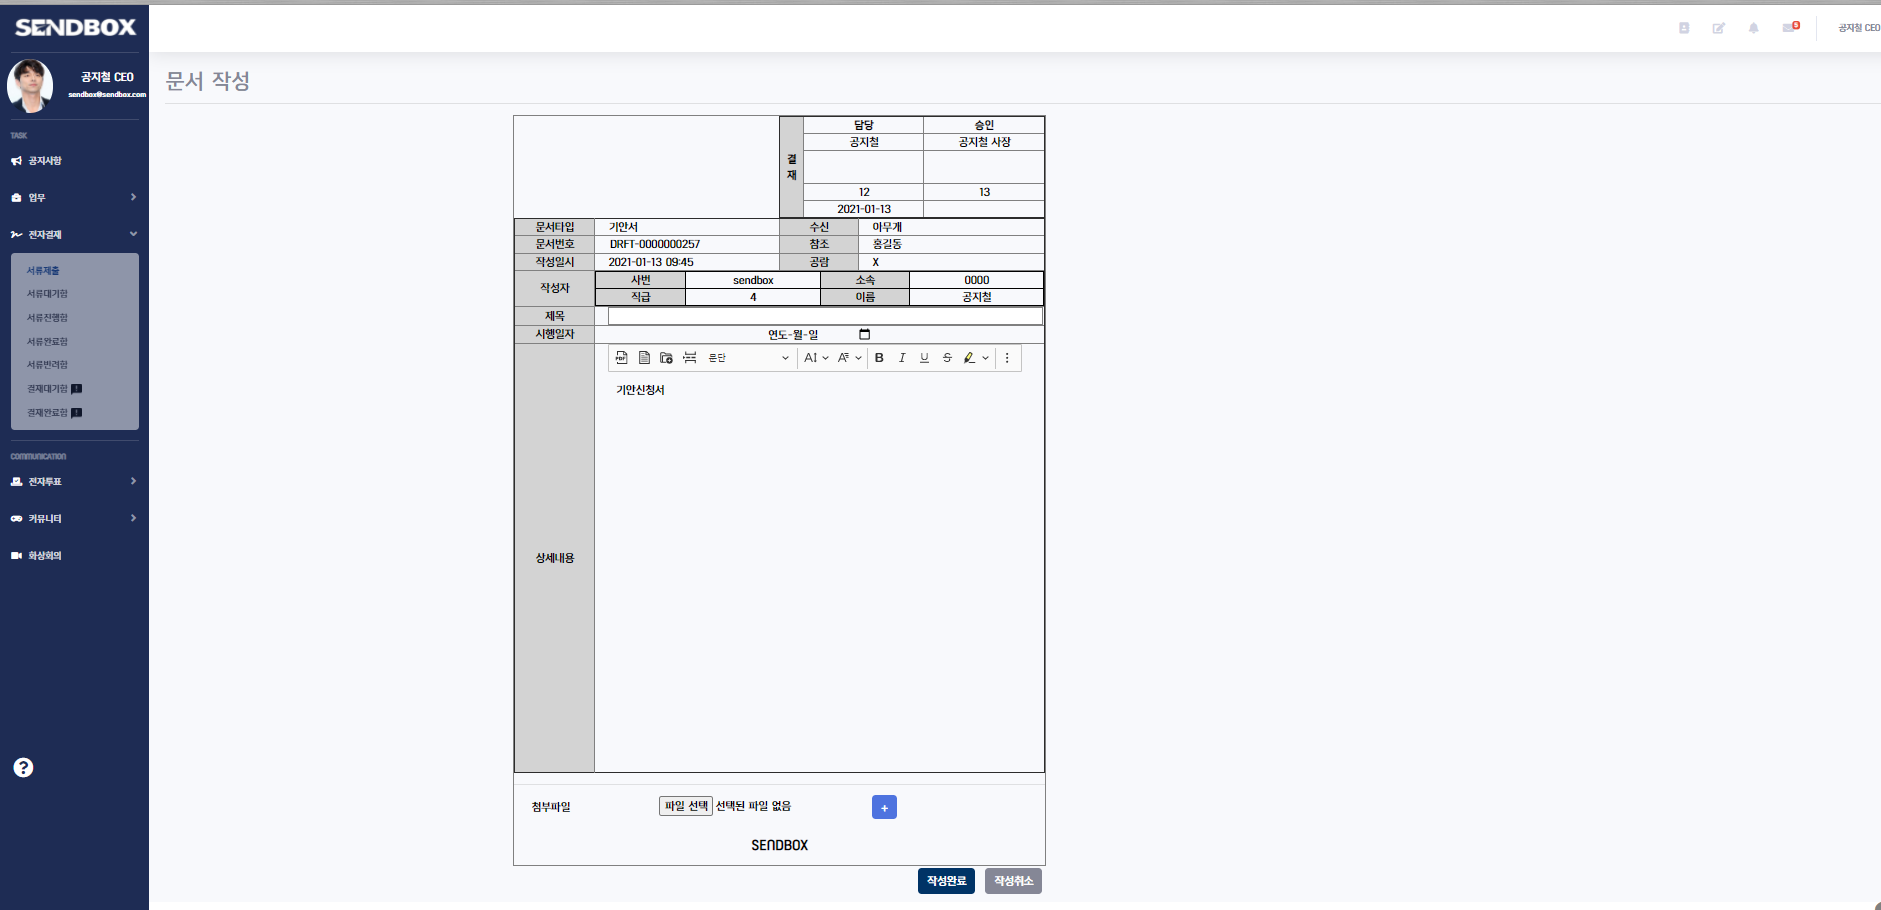 SENDBOX
공지철 CEO
sendbox@sendbox.com
TASK
공지사항
업무
전자결재
서류제출
서류대기함
서류진행함
서류완료함
서류반려함
결재대기함
결재완료함
COMMUNICATION
전자투표
커뮤니티
화상회의
?
5
공지철 CEO
문서 작성
결재
담당 승인
공지철 공지철 사장
12 13
2021-01-13
문서타입 기안서 수신 아무개
문서번호 DRFT-0000000257 참조 홍길동
작성일시 2021-01-13 09:45 공람 X
작성자 사번 sendbox 소속 0000
직급 4 이름 공지철
제목
시행일자 연도-월-일
문단 B I U S
상세내용
기안신청서
첨부파일 파일 선택 선택된 파일 없음 +
SENDBOX
작성완료 작성취소